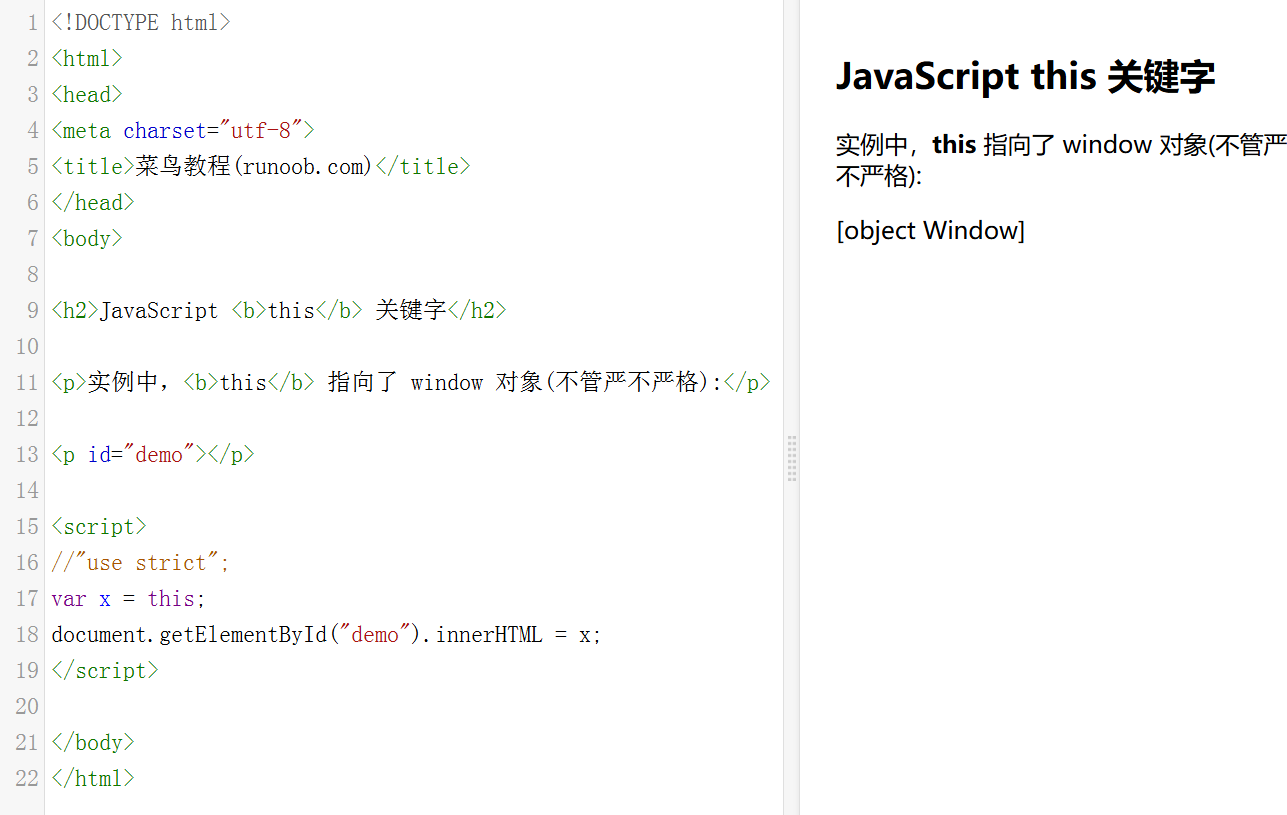 1 <!DOCTYPE html>
2 <html>
3 <head>
4 <meta charset="utf-8">
5 <title>菜鸟教程(runoob.com)</title>
6 </head>
7 <body>
8
9 <h2>JavaScript <b>this</b> 关键字</h2>
10
11 <p>实例中，<b>this</b> 指向了 window 对象(不管严不严格):</p>
12
13 <p id="demo"></p>
14
15 <script>
16 //"use strict";
17 var x = this;
18 document.getElementById("demo").innerHTML = x;
19 </script>
20
21 </body>
22 </html>
JavaScript this 关键字
实例中，this 指向了 window 对象(不管严
不严格):
[object Window]